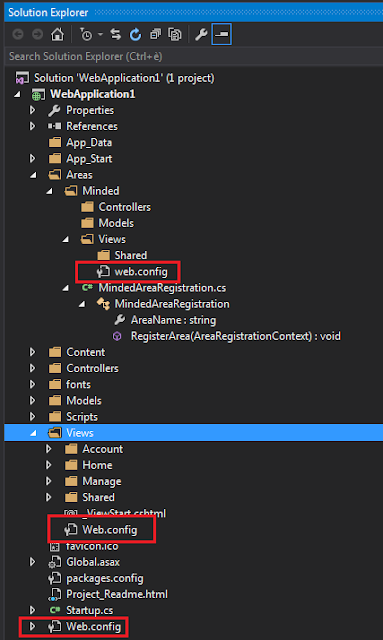 Solution Explorer
Search Solution Explorer (Ctrl+è)
Solution 'WebApplication1' (1 project)
WebApplication1
Properties
References
App_Data
App_Start
Areas
Minded
Controllers
Models
Views
Shared
web.config
MindedAreaRegistration.cs
MindedAreaRegistration
AreaName : string
RegisterArea(AreaRegistrationContext) : void
Content
Controllers
fonts
Models
Scripts
Views
Account
Home
Manage
Shared
_ViewStart.cshtml
Web.config
favicon.ico
Global.asax
packages.config
Project_Readme.html
Startup.cs
Web.config